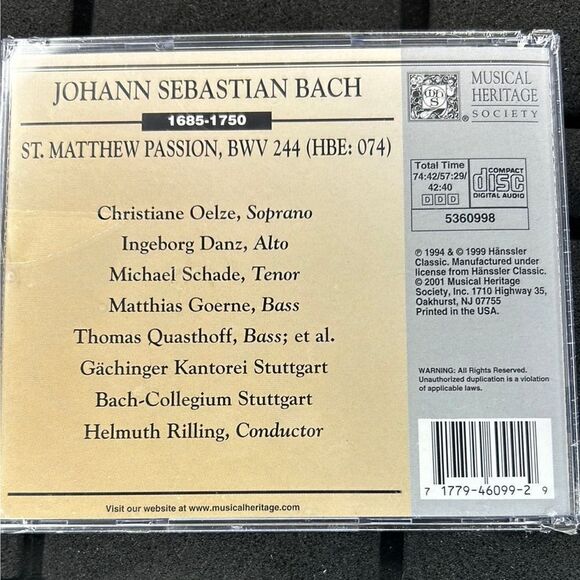 JOHANN SEBASTIAN BACH
1685-1750
ST. MATTHEW PASSION, BWV 244 (HBE: 074)
Christiane Oelze, Soprano
Ingeborg Danz, Alto
Michael Schade, Tenor
Matthias Goerne, Bass
Thomas Quasthoff, Bass; et al.
Gächinger Kantorei Stuttgart
Bach-Collegium Stuttgart
Helmuth Rilling, Conductor
Visit our website at www.musicalheritage.com
MUSICAL
HERITAGE
SOCIETY
®
Total Time
74:42/57:29/
42:40
DDD
COMPACT
disc
DIGITAL AUDIO
5360998
℗ 1994 & © 1999 Hänssler
Classic. Manufactured under
license from Hänssler Classic.
© 2001 Musical Heritage
Society, Inc. 1710 Highway 35,
Oakhurst, NJ 07755
Printed in the USA.
WARNING: All Rights Reserved.
Unauthorized duplication is a violation
of applicable laws.
7 1779-46099-2 9